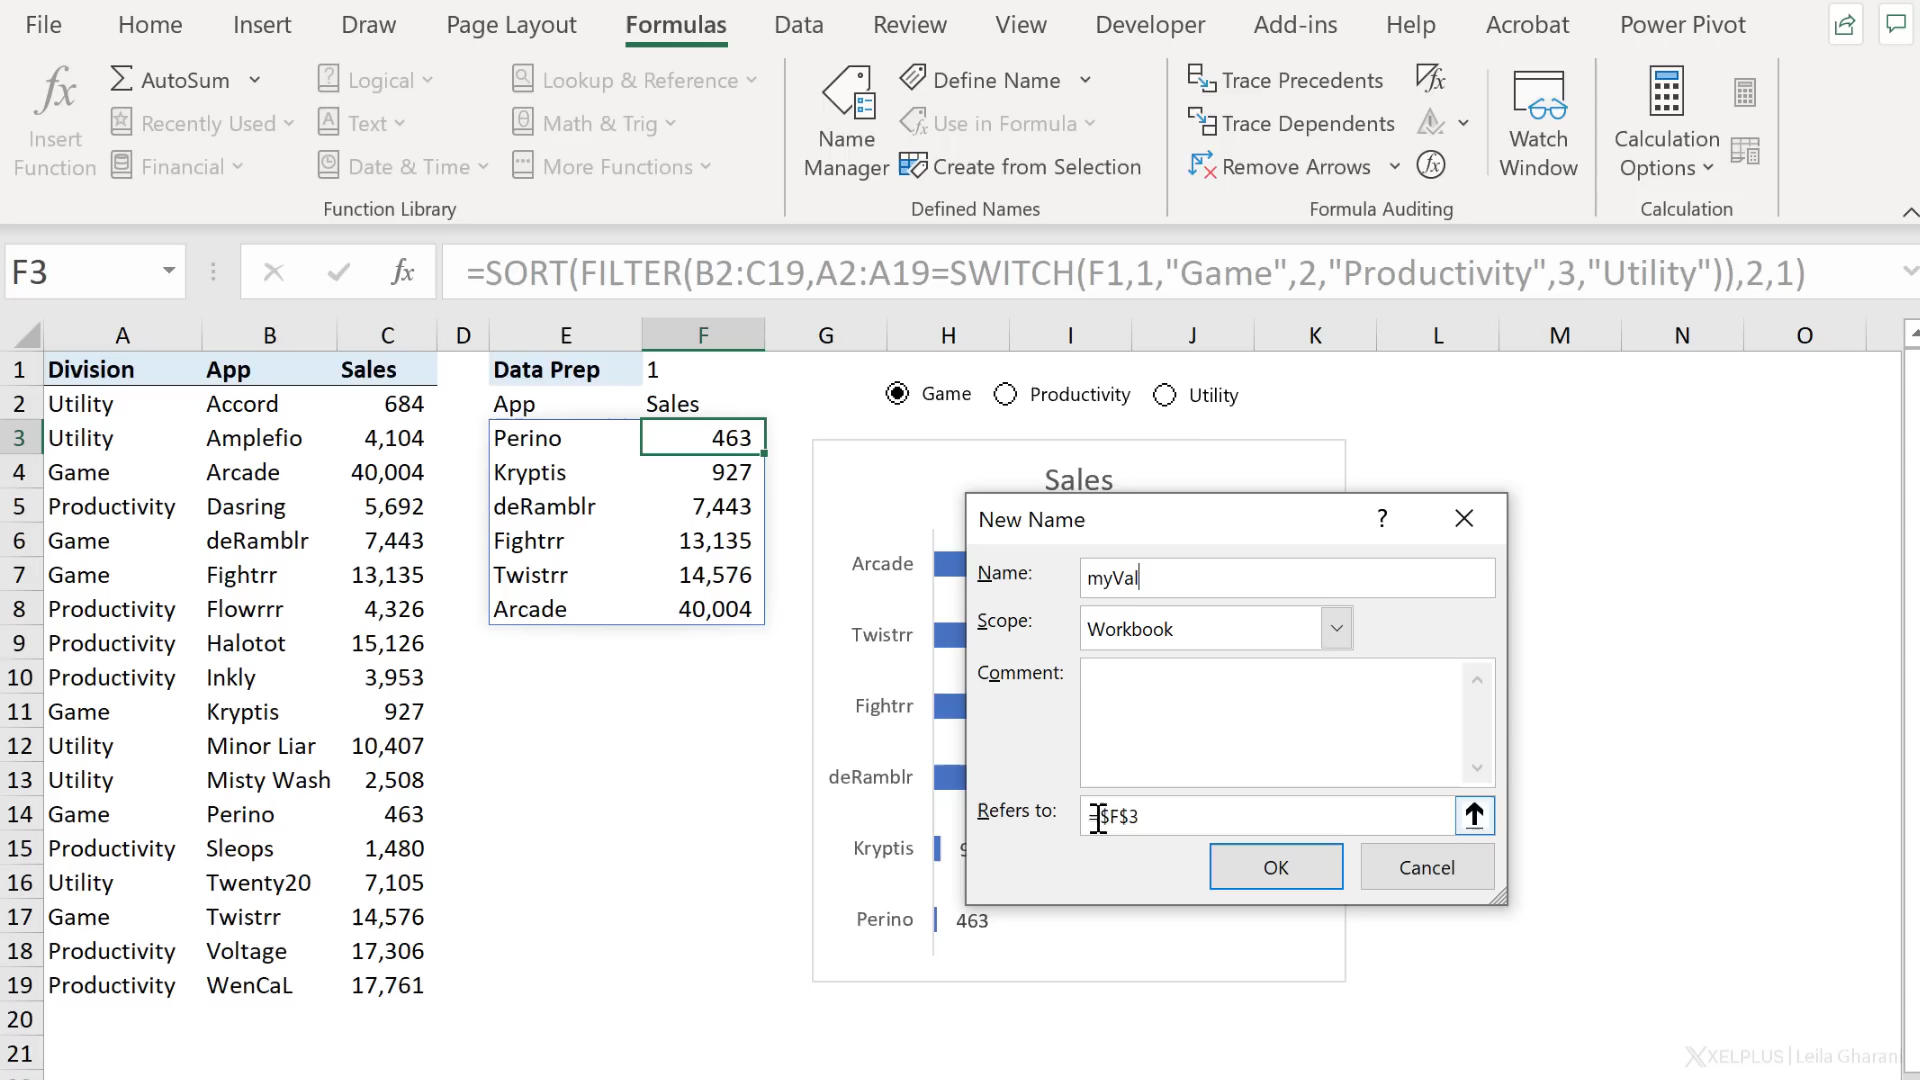 File Home Insert Draw Page Layout Formulas Data Review View Developer Add-ins Help Acrobat Power Pivot
fx Insert Function
AutoSum
Recently Used
Financial
Logical
Text
Date & Time
Lookup & Reference
Math & Trig
More Functions
Function Library
Name Manager
Define Name
Use in Formula
Create from Selection
Defined Names
Trace Precedents
Trace Dependents
Remove Arrows
Formula Auditing
Watch Window
Calculation Options
Calculation
F3 fx =SORT(FILTER(B2:C19,A2:A19=SWITCH(F1,1,"Game",2,"Productivity",3,"Utility")),2,1)
A B C D E F G H I J K L M N O
1 Division App Sales Data Prep 1
2 Utility Accord 684 App Sales
3 Utility Amplefio 4,104 Perino 463
4 Game Arcade 40,004 Kryptis 927
5 Productivity Dasring 5,692 deRamblr 7,443
6 Game deRamblr 7,443 Fightrr 13,135
7 Game Fightrr 13,135 Twistrr 14,576
8 Productivity Flowrrr 4,326 Arcade 40,004
9 Productivity Halotot 15,126
10 Productivity Inkly 3,953
11 Game Kryptis 927
12 Utility Minor Liar 10,407
13 Utility Misty Wash 2,508
14 Game Perino 463
15 Productivity Sleops 1,480
16 Utility Twenty20 7,105
17 Game Twistrr 14,576
18 Productivity Voltage 17,306
19 Productivity WenCaL 17,761
20
21
Game Productivity Utility
Sales
Arcade
Twistrr
Fightrr
deRamblr
Kryptis
Perino 463
New Name ?
Name: myVal
Scope: Workbook
Comment:
Refers to: =$F$3
OK Cancel
XELPLUS | Leila Gharani